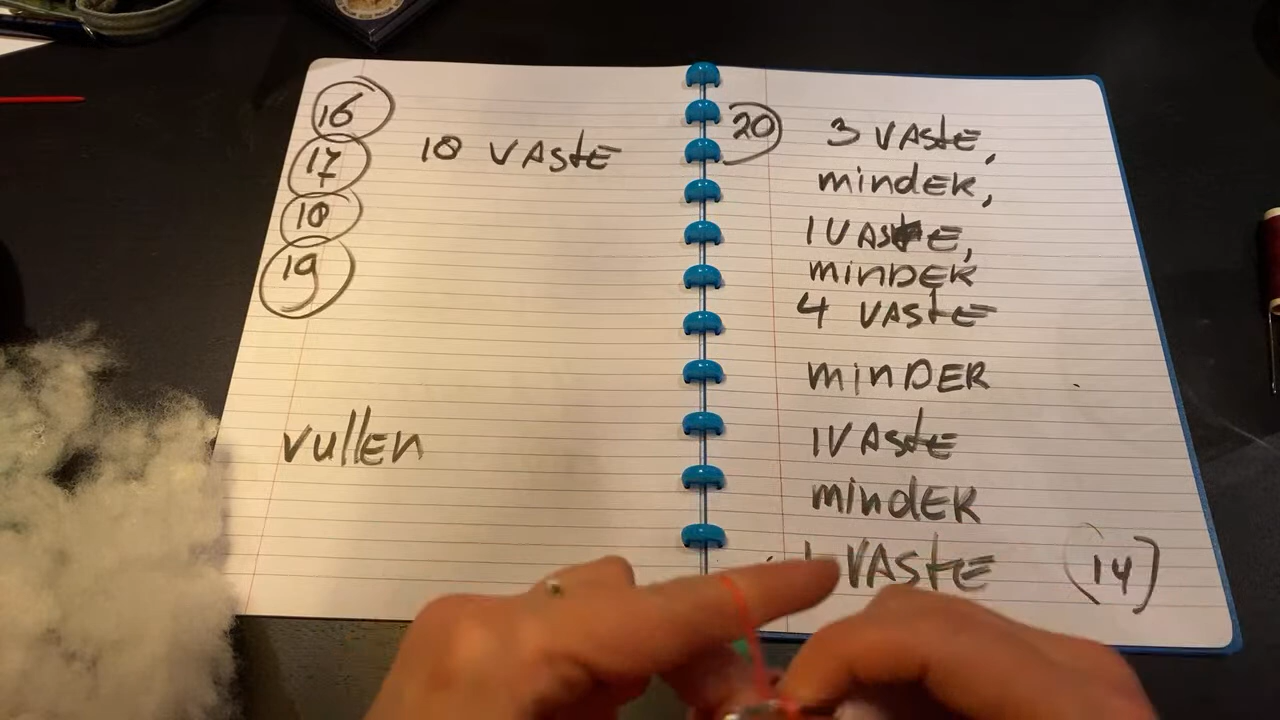 16
17
18
19
18 VASTE
VullEn
20
3 VASTE,
mindER,
1 VASTE,
minDER
4 VASTE
minDER
1 VASTE
mindER
1 VASTE (14)